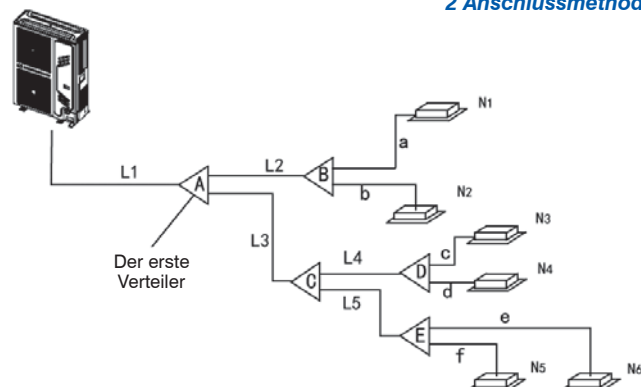 2 Anschlussmethod
N1
a
L2
B
L1
A
b
N2
L3
N3
c
L4
D
N4
Der erste
Verteiler
C
d
L5
e
E
f
N5
N6